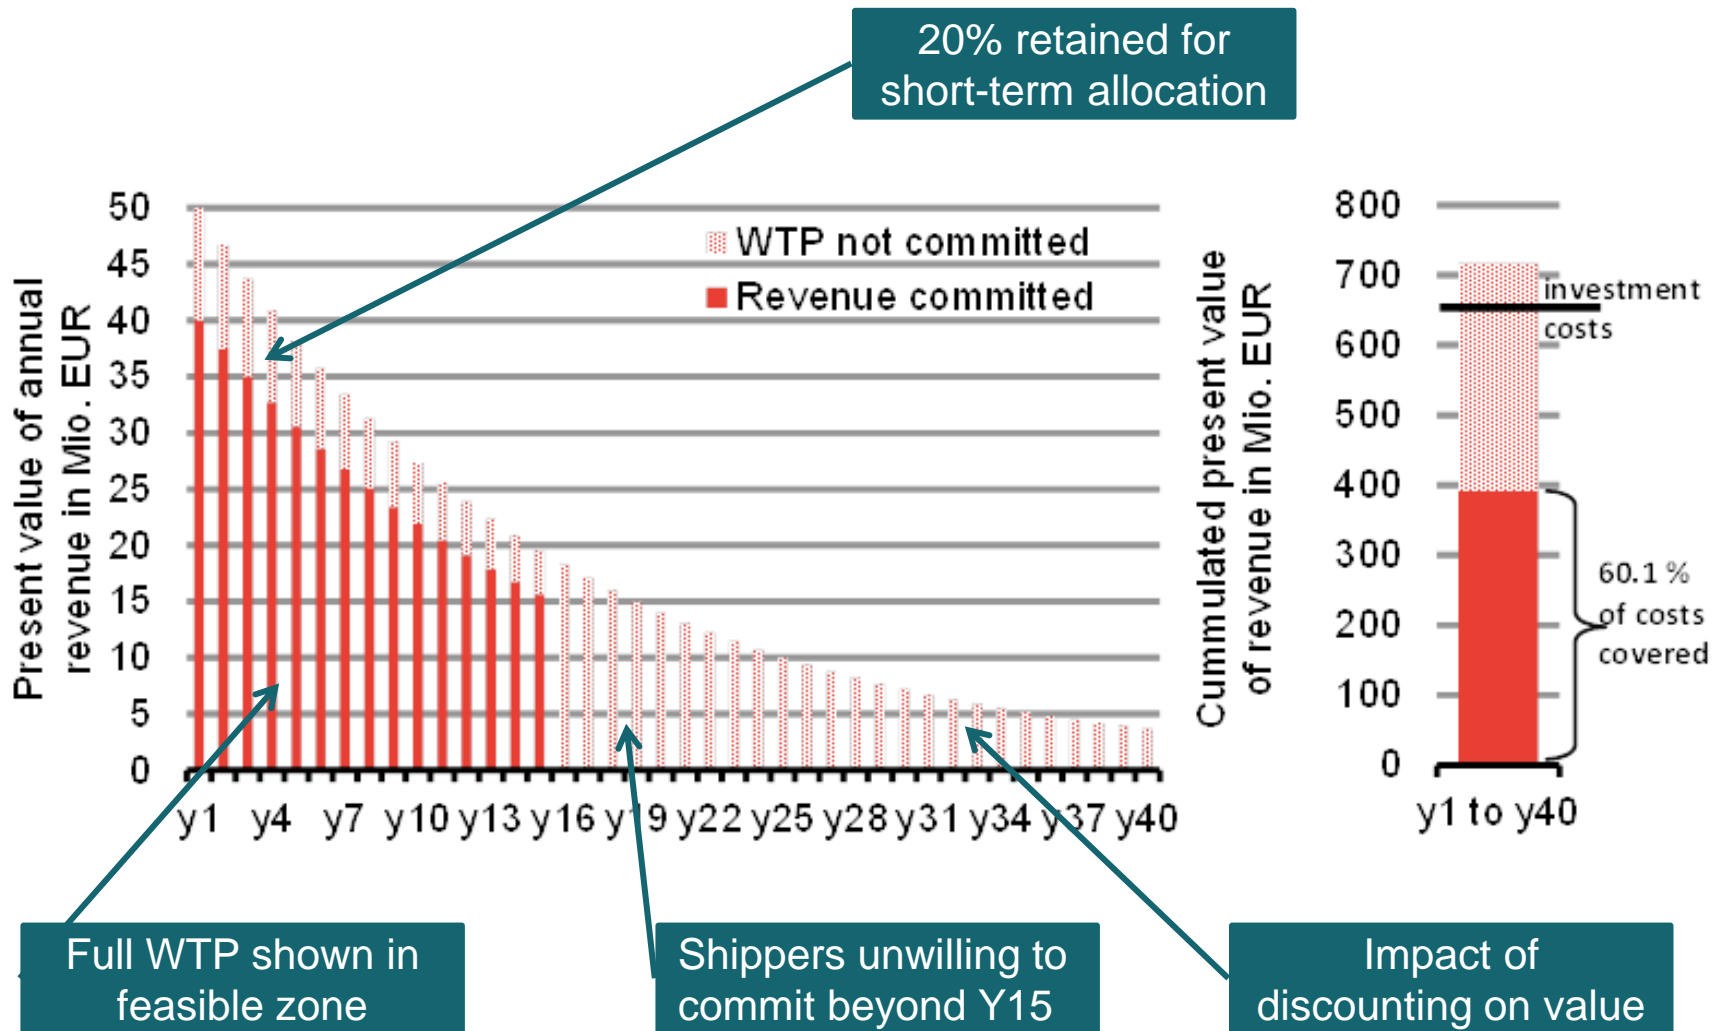 20% retained for
short-term allocation
Present value of annual
revenue in Mio. EUR
50
45
40
35
30
25
20
15
10
5
0
WTP not committed
Revenue committed
y1 y4 y7 y10 y13 y16 y19 y22 y25 y28 y31 y34 y37 y40
Cummulated present value
of revenue in Mio. EUR
800
700
600
500
400
300
200
100
0
investment
costs
60.1 %
of costs
covered
y1 to y40
Full WTP shown in
feasible zone
Shippers unwilling to
commit beyond Y15
Impact of
discounting on value